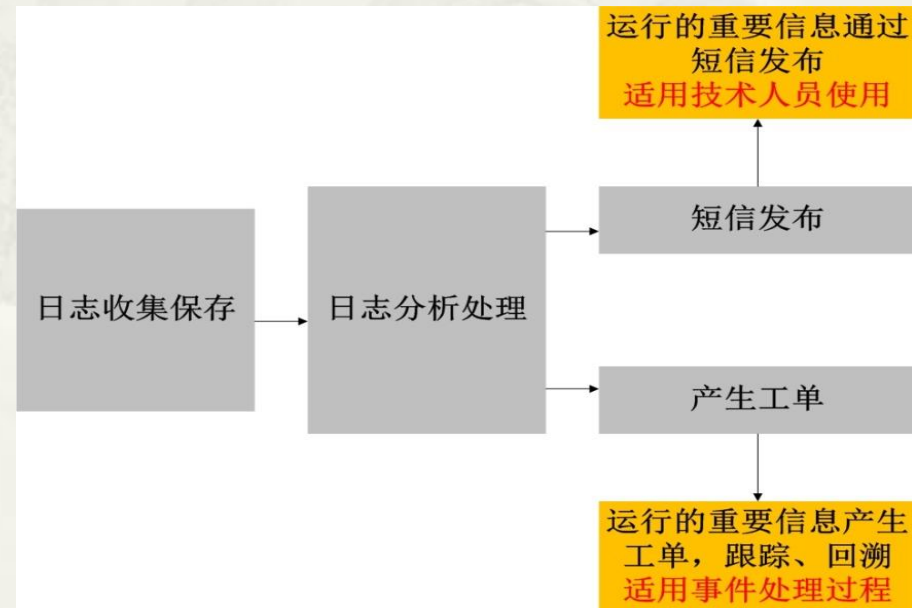 运行的重要信息通过
短信发布
适用技术人员使用
短信发布
日志收集保存
日志分析处理
产生工单
运行的重要信息产生
工单，跟踪、回溯
适用事件处理过程